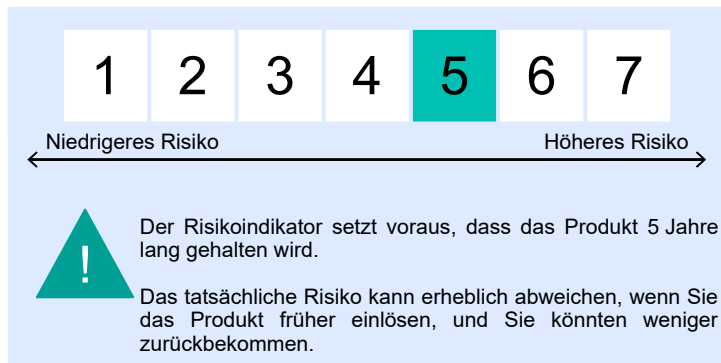 1 2 3 4 5 6 7
Niedrigeres Risiko Höheres Risiko
!
Der Risikoindikator setzt voraus, dass das Produkt 5 Jahre
lang gehalten wird.
Das tatsächliche Risiko kann erheblich abweichen, wenn Sie
das Produkt früher einlösen, und Sie könnten weniger
zurückbekommen.